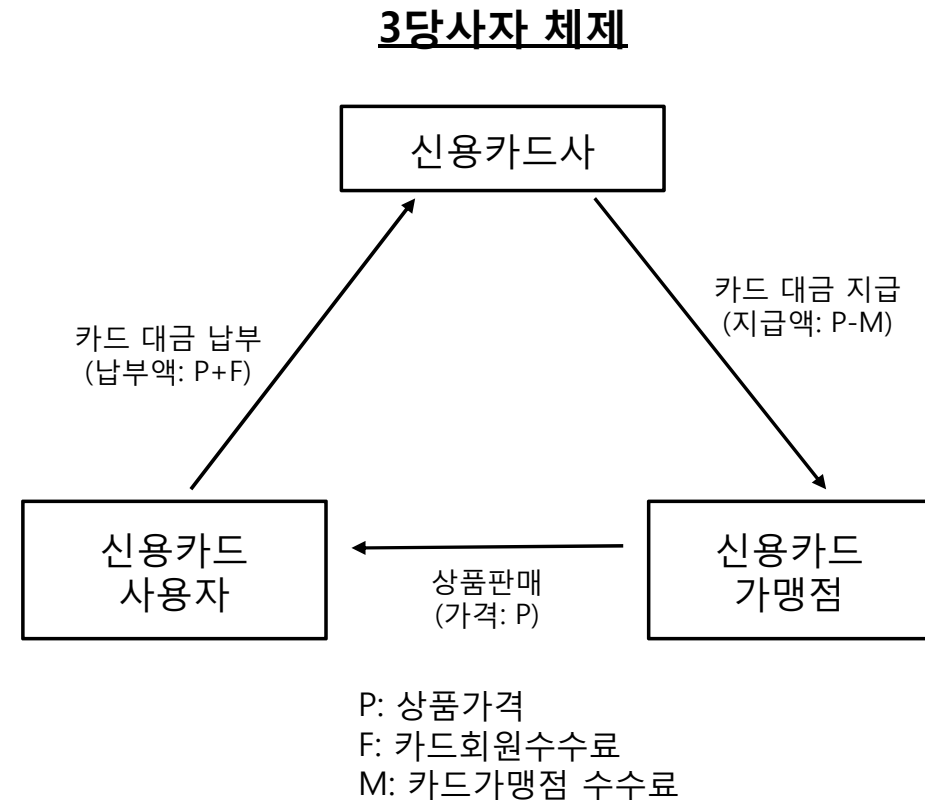 3당사자 체제
신용카드사
카드 대금 지급
(지급액: P-M)
카드 대금 납부
(납부액: P+F)
신용카드
사용자
상품판매
(가격: P)
신용카드
가맹점
P: 상품가격
F: 카드회원수수료
M: 카드가맹점 수수료